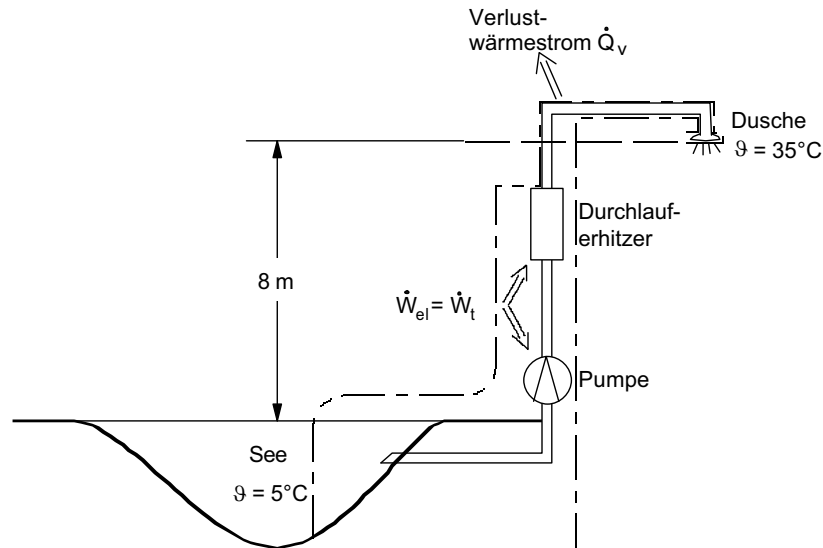 Verlust-
wärmestrom Q̇v
Dusche
ϑ = 35°C
Durchlauf-
erhitzer
8 m
Ẇel = Ẇt
Pumpe
See
ϑ = 5°C